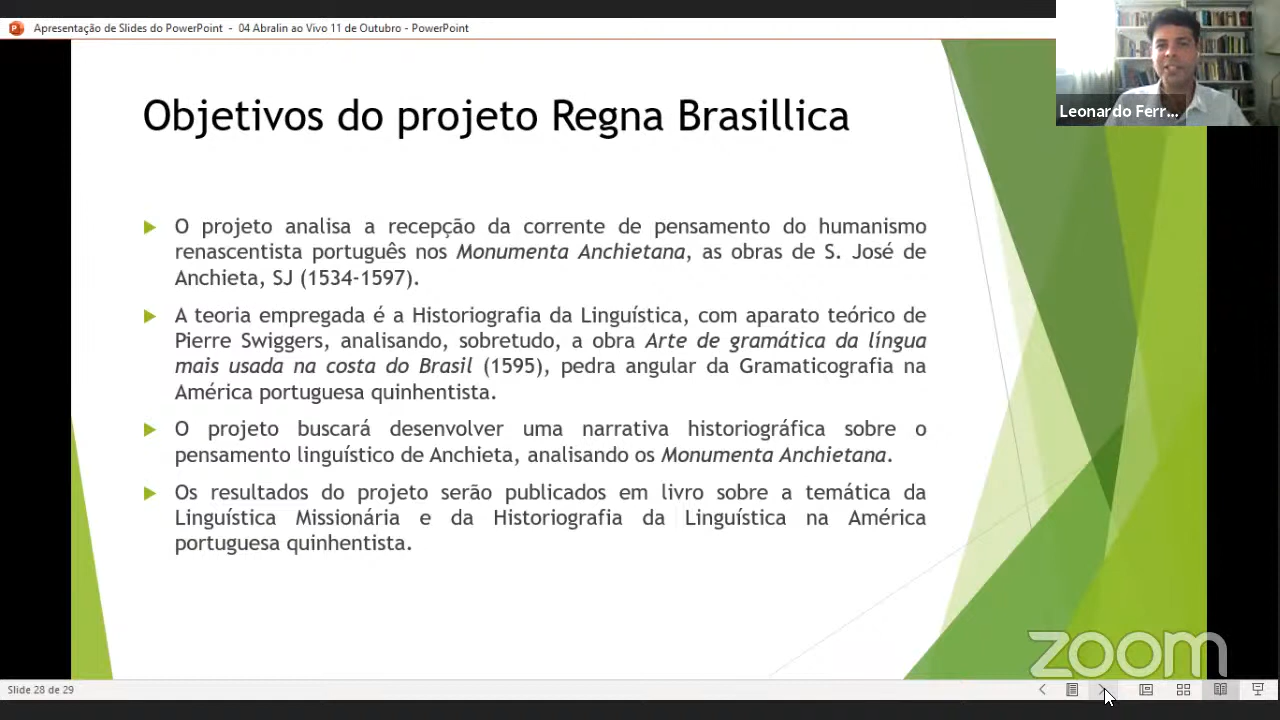 Apresentação de Slides do PowerPoint - 04 Abralin ao Vivo 11 de Outubro - PowerPoint
Leonardo Ferr...
Objetivos do projeto Regna Brasillica
O projeto analisa a recepção da corrente de pensamento do humanismo
renascentista português nos Monumenta Anchietana, as obras de S. José de
Anchieta, SJ (1534-1597).
A teoria empregada é a Historiografia da Linguística, com aparato teórico de
Pierre Swiggers, analisando, sobretudo, a obra Arte de gramática da língua
mais usada na costa do Brasil (1595), pedra angular da Gramaticografia na
América portuguesa quinhentista.
O projeto buscará desenvolver uma narrativa historiográfica sobre o
pensamento linguístico de Anchieta, analisando os Monumenta Anchietana.
Os resultados do projeto serão publicados em livro sobre a temática da
Linguística Missionária e da Historiografia da Linguística na América
portuguesa quinhentista.
zoom
Slide 28 de 29